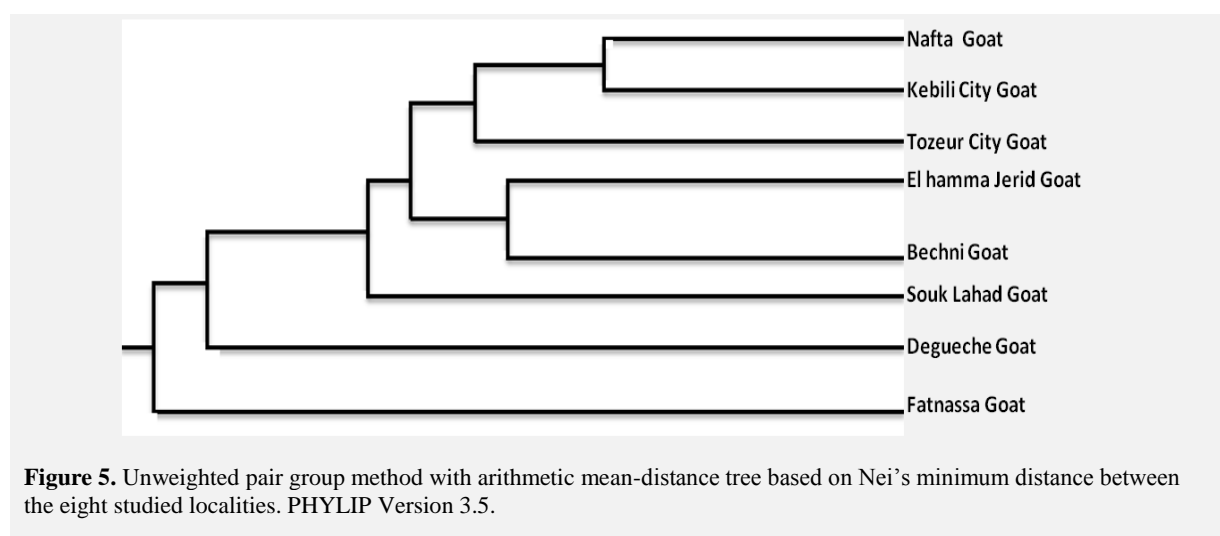 Nafta Goat
Kebili City Goat
Tozeur City Goat
El hamma Jerid Goat
Bechni Goat
Souk Lahad Goat
Degueche Goat
Fatnassa Goat
Figure 5. Unweighted pair group method with arithmetic mean-distance tree based on Nei’s minimum distance between
the eight studied localities. PHYLIP Version 3.5.